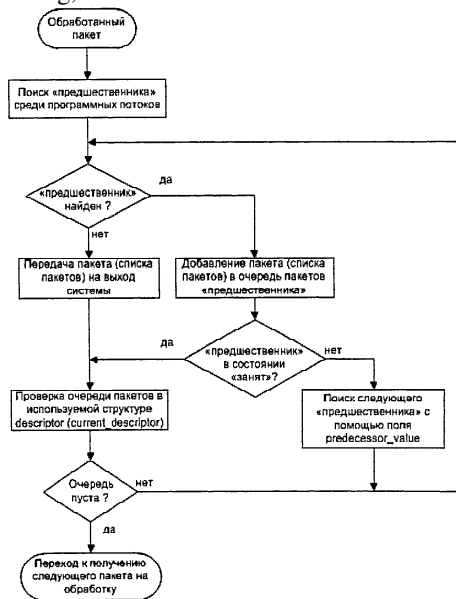 Обработанный
пакет
Поиск «предшественника»
среди программных потоков
«предшественник»
найден ?
да
нет
Передача пакета (списка
пакетов) на выход
системы
Добавление пакета (списка
пакетов) в очередь пакетов
«предшественника»
«предшественник»
в состоянии
«занят»?
да
нет
Проверка очереди пакетов в
используемой структуре
descriptor (current_descriptor)
Поиск следующего
«предшественника» с
помощью поля
predecessor_value
Очередь
пуста ?
нет
да
Переход к получению
следующего пакета на
обработку